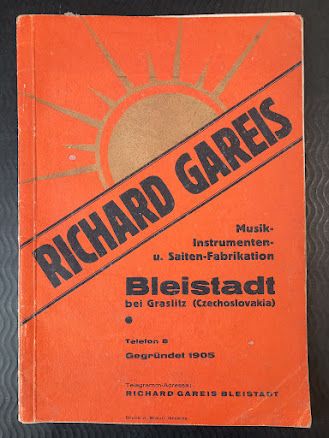 RICHARD GAREIS
Musik-
Instrumenten-
u. Saiten-Fabrikation
Bleistadt
bei Graslitz (Czechoslovakia)
Telefon 8
Gegründet 1905
Telegramm-Adresse:
RICHARD GAREIS BLEISTADT